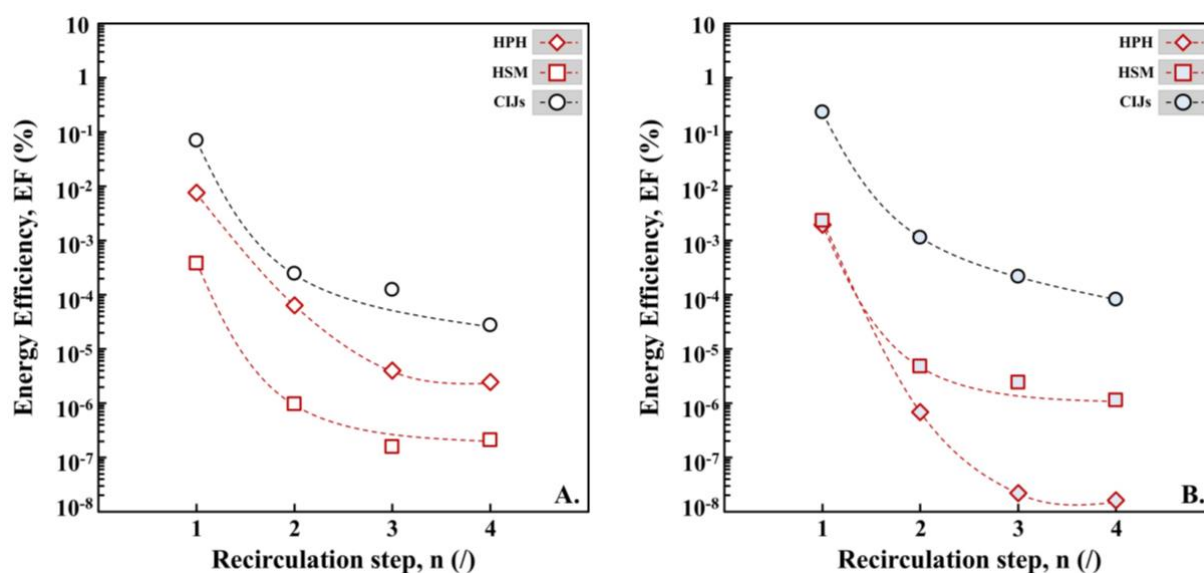 10
1
10-1
10-2
10-3
10-4
10-5
10-6
10-7
10-8
Energy Efficiency, EF (%)
HPH
HSM
CIJs
A.
1 2 3 4
Recirculation step, n (/)
10
1
10-1
10-2
10-3
10-4
10-5
10-6
10-7
10-8
Energy Efficiency, EF (%)
HPH
HSM
CIJs
B.
1 2 3 4
Recirculation step, n (/)